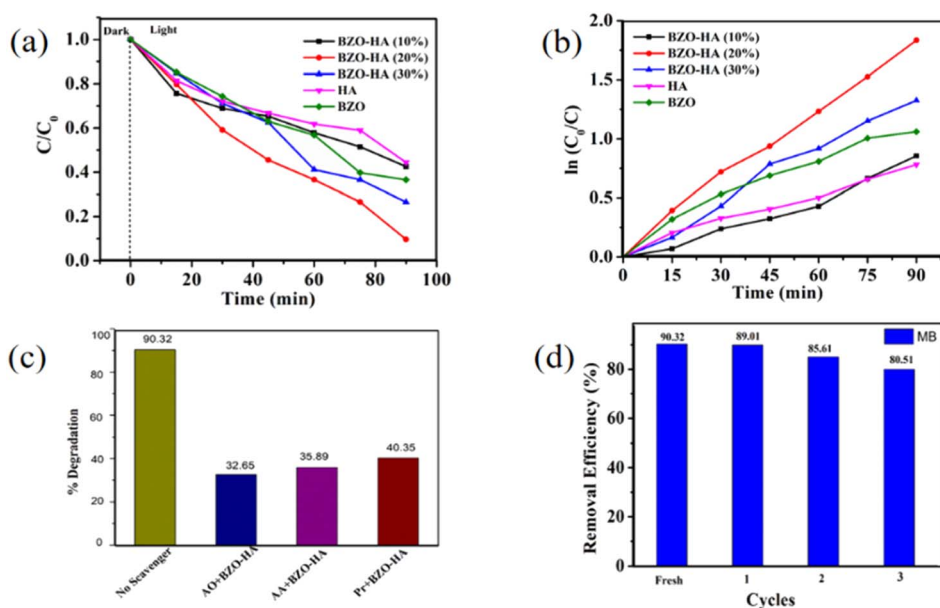 (a)
Dark
Light
BZO-HA (10%)
BZO-HA (20%)
BZO-HA (30%)
HA
BZO
C/C0
1.0
0.8
0.6
0.4
0.2
0.0
0 20 40 60 80 100
Time (min)
(b)
BZO-HA (10%)
BZO-HA (20%)
BZO-HA (30%)
HA
BZO
ln (C0/C)
2.0
1.5
1.0
0.5
0.0
0 15 30 45 60 75 90
Time (min)
(c)
% Degradation
100
80
60
40
20
0
90.32
32.65
35.89
40.35
No Scavenger
AO+BZO-HA
AA+BZO-HA
Pr+BZO-HA
(d)
MB
Removal Efficiency (%)
80
60
40
20
0
90.32
89.01
85.61
80.51
Fresh 1 2 3
Cycles